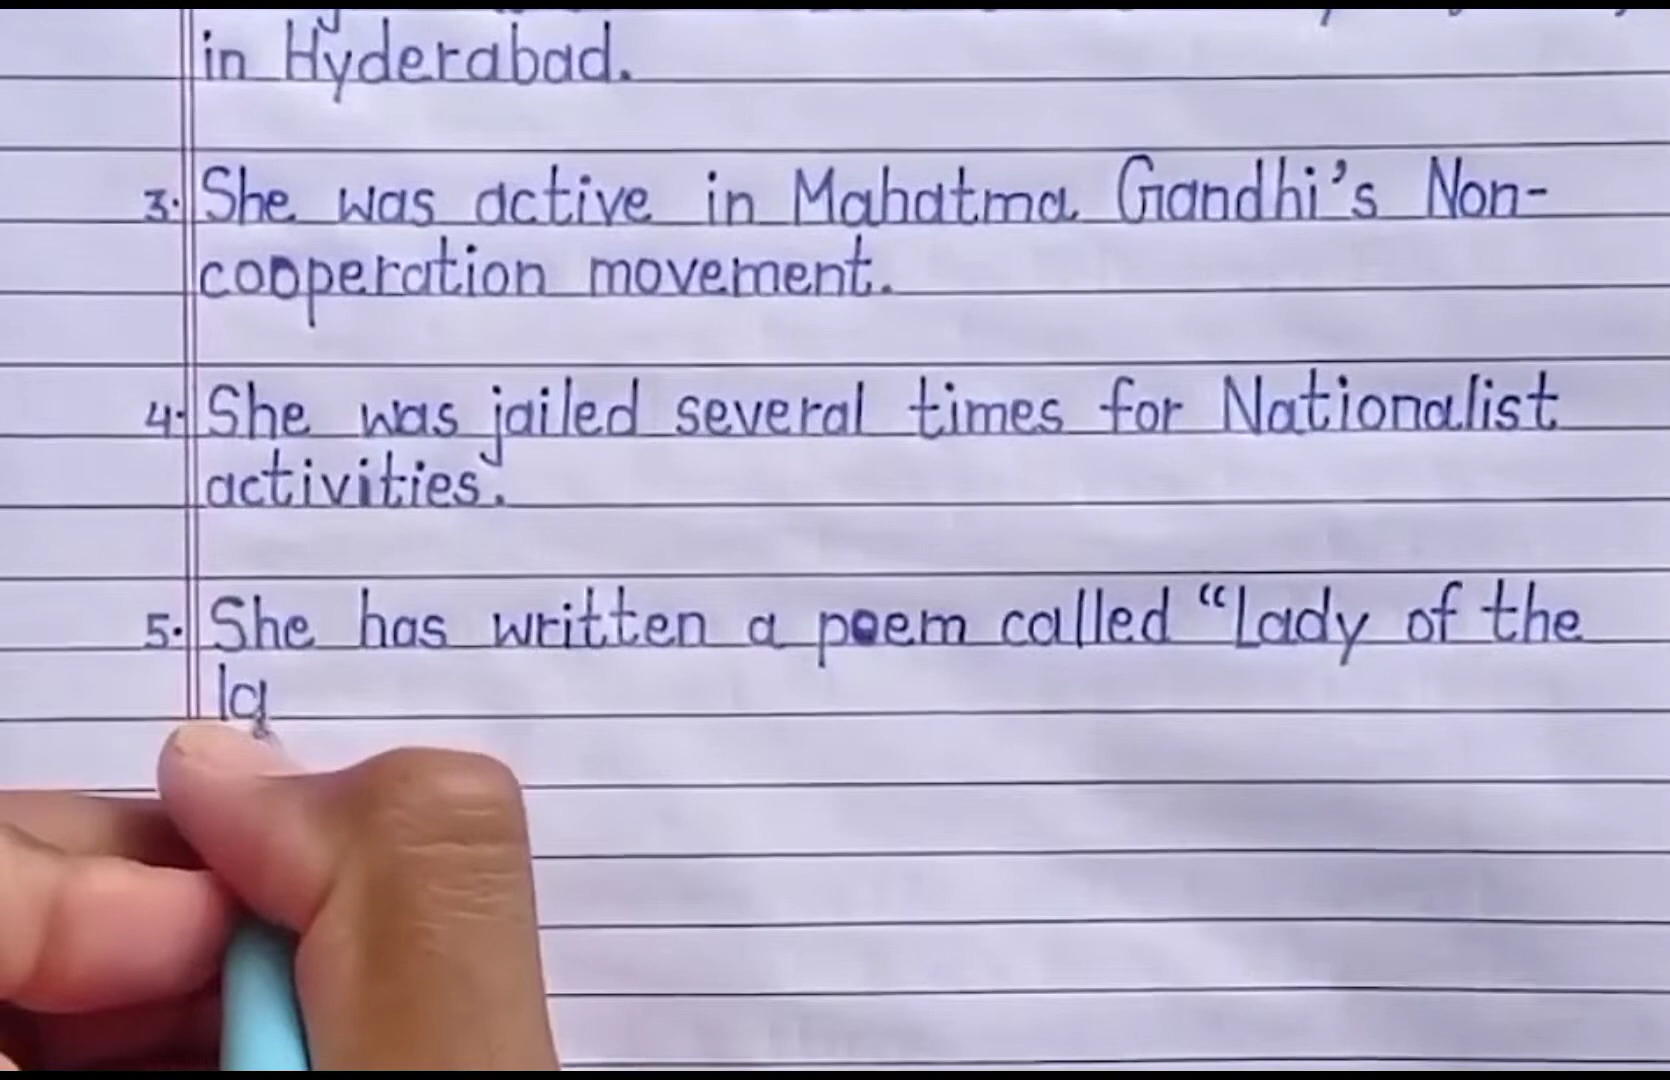 in Hyderabad.
3. She was active in Mahatma Gandhi's Non-
cooperation movement.
4. She was jailed several times for Nationalist
activities.
5. She has written a poem called “Lady of the
la